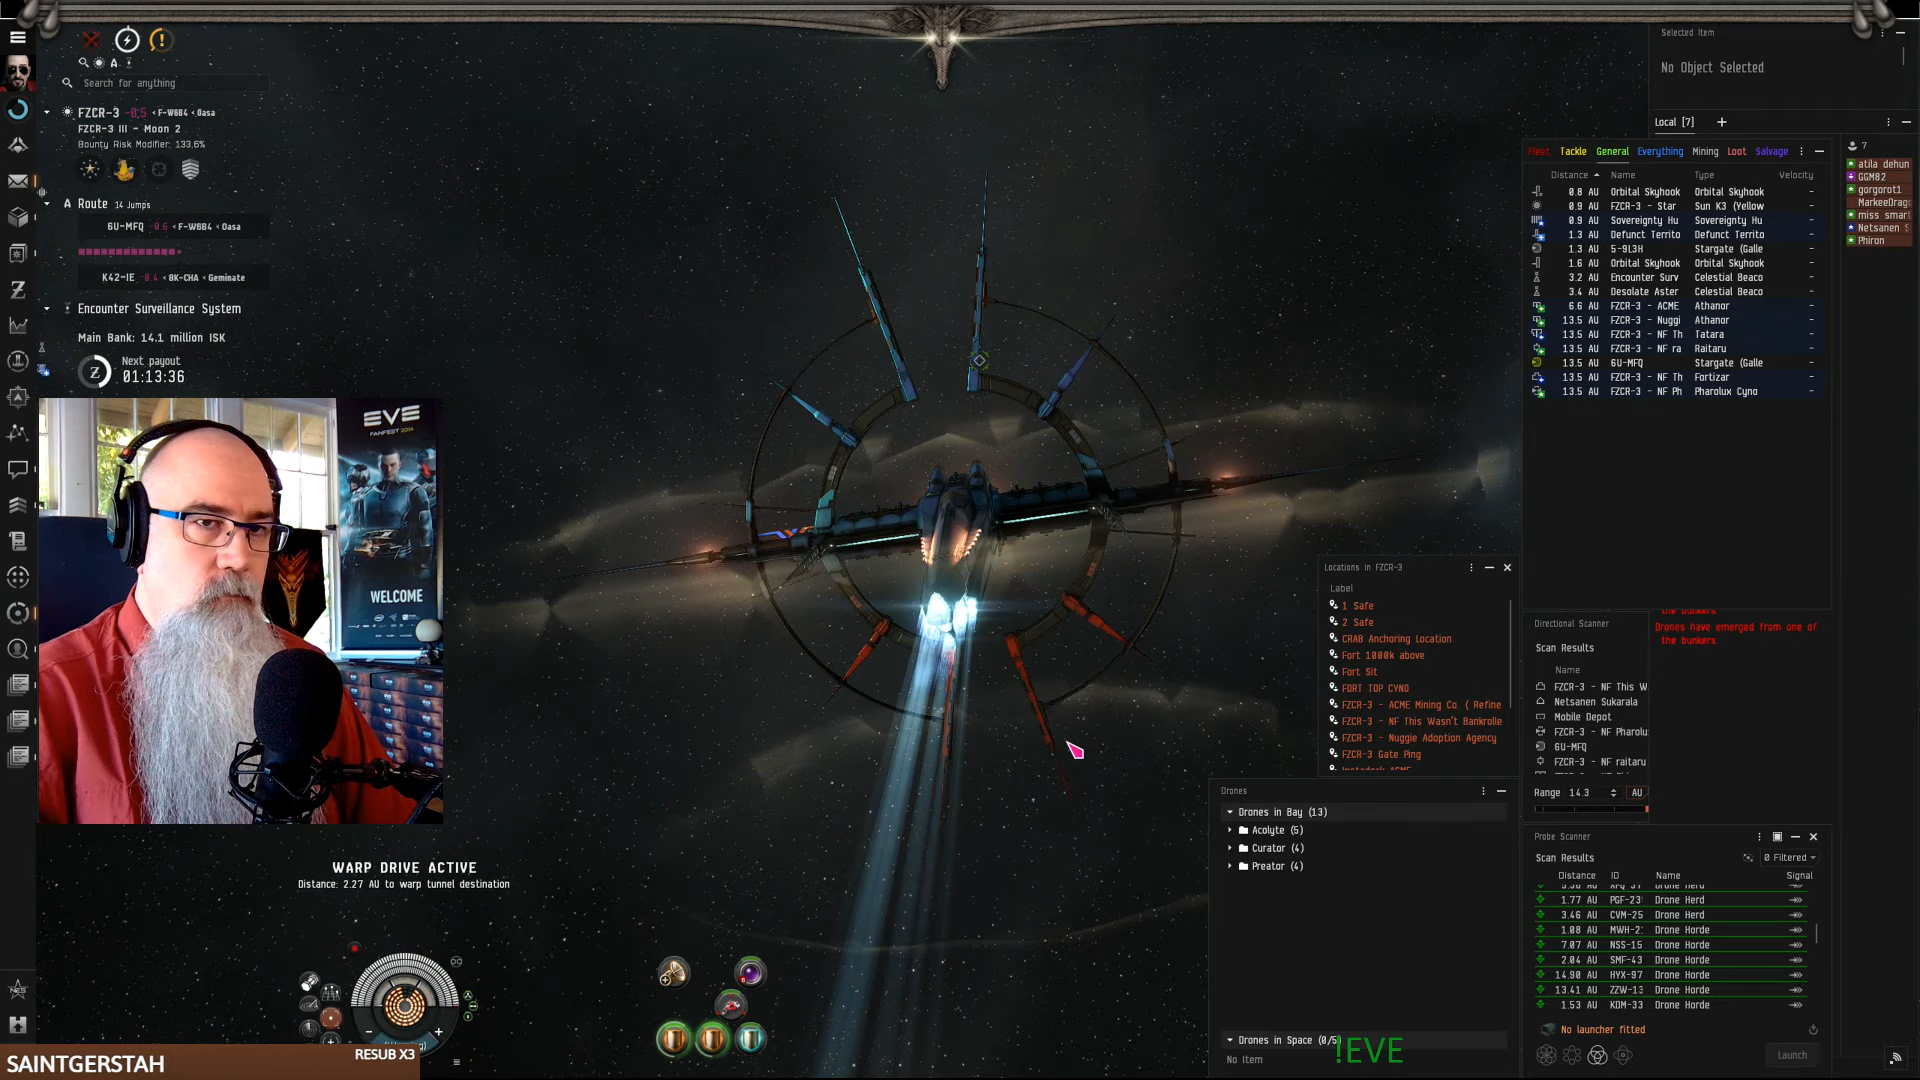 Search for anything
FZCR-3 -0.5 < F-W6B4 < Oasa
FZCR-3 III - Moon 2
Bounty Risk Modifier: 133,6%
Route 14 Jumps
6U-MFQ -0.6 < F-W6B4 < Oasa
K42-IE -0.4 < 8K-CHA < Geminate
Encounter Surveillance System
Main Bank: 14.1 million ISK
Next payout
01:13:36
EVE
FANFEST 2014
WELCOME
WARP DRIVE ACTIVE
Distance: 2.27 AU to warp tunnel destination
SAINTGERSTAH
RESUB X3
Selected Item
No Object Selected
Local [7]
7
atila dehun
GGM82
gorgorot1
MarkeeDrag
miss smar
Netsanen S
Phiron
Fleet Tackle General Everything Mining Loot Salvage
Distance Name Type Velocity
0.8 AU Orbital Skyhook Orbital Skyhook -
0.9 AU FZCR-3 - Star Sun K3 (Yellow -
0.9 AU Sovereignty Hu Sovereignty Hu -
1.3 AU Defunct Territo Defunct Territo -
1.3 AU 5-9L3H Stargate (Galle -
1.6 AU Orbital Skyhook Orbital Skyhook -
3.2 AU Encounter Surv Celestial Beaco -
3.4 AU Desolate Aster Celestial Beaco -
6.6 AU FZCR-3 - ACME Athanor -
13.5 AU FZCR-3 - Nuggi Athanor -
13.5 AU FZCR-3 - NF Th Tatara -
13.5 AU FZCR-3 - NF ra Raitaru -
13.5 AU 6U-MFQ Stargate (Galle -
13.5 AU FZCR-3 - NF Th Fortizar -
13.5 AU FZCR-3 - NF Ph Pharolux Cyno -
Locations in FZCR-3
Label
1 Safe
2 Safe
CRAB Anchoring Location
Fort 1000k above
Fort Sit
FORT TOP CYNO
FZCR-3 - ACME Mining Co. ( Refine
FZCR-3 - NF This Wasn't Bankrolle
FZCR-3 - Nuggie Adoption Agency
FZCR-3 Gate Ping
the bunkers.
Drones have emerged from one of
the bunkers.
Directional Scanner
Scan Results
Name
FZCR-3 - NF This W
Netsanen Sukarala
Mobile Depot
FZCR-3 - NF Pharolu
6U-MFQ
FZCR-3 - NF raitaru
Range 14.3 AU
Drones
Drones in Bay (13)
Acolyte (5)
Curator (4)
Preator (4)
Drones in Space (0/5)
No Item
!EVE
Probe Scanner
Scan Results
0 Filtered
Distance ID Name Signal
1.77 AU PGF-23 Drone Herd
3.46 AU CVM-25 Drone Herd
1.08 AU MWH-2 Drone Horde
7.07 AU NSS-15 Drone Horde
2.04 AU SMF-43 Drone Horde
14.90 AU HYX-97 Drone Horde
13.41 AU ZZW-13 Drone Horde
1.53 AU KDM-33 Drone Horde
No launcher fitted
Launch